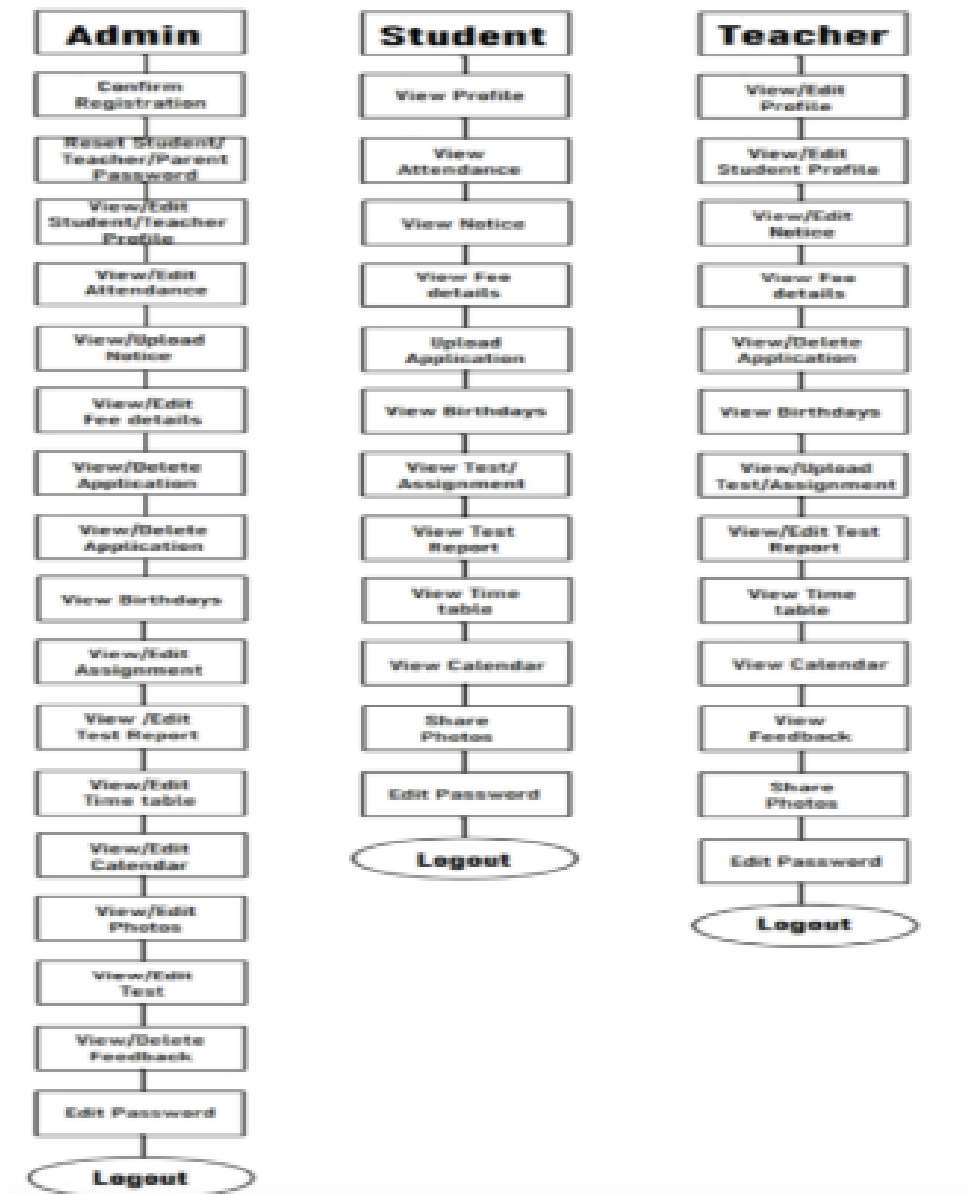 Admin
Confirm
Registration
Reset Student/
Teacher/Parent
Password
View/Edit
Student/Teacher
Profile
View/Edit
Attendance
View/Upload
Notice
View/Edit
Fee details
View/Delete
Application
View/Delete
Application
View Birthdays
View/Edit
Assignment
View /Edit
Test Report
View/Edit
Time table
View/Edit
Calendar
View/Edit
Photos
View/Edit
Test
View/Delete
Feedback
Edit Password
Logout
Student
View Profile
View
Attendance
View Notice
View Fee
details
Upload
Application
View Birthdays
View Test/
Assignment
View Test
Report
View Time
table
View Calendar
Share
Photos
Edit Password
Logout
Teacher
View/Edit
Profile
View/Edit
Student Profile
View/Edit
Notice
View Fee
details
View/Delete
Application
View Birthdays
View/Upload
Test/Assignment
View/Edit Test
Report
View Time
table
View Calendar
View
Feedback
Share
Photos
Edit Password
Logout